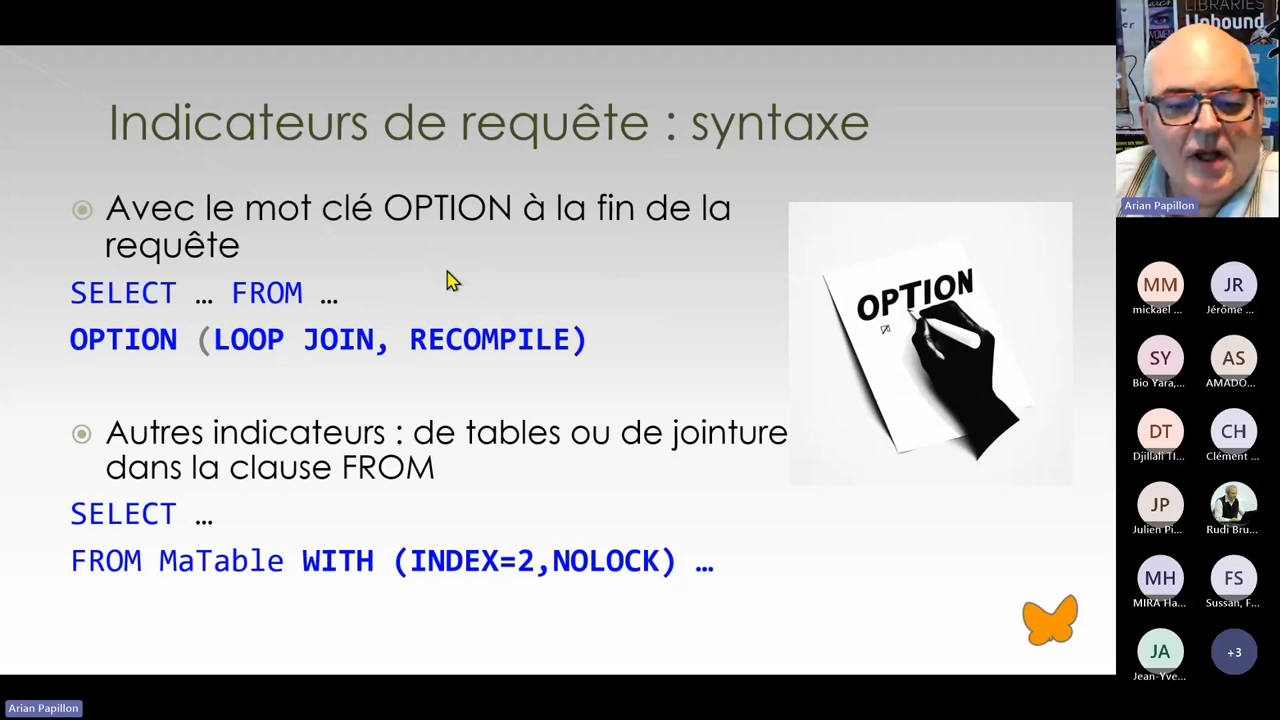 Indicateurs de requête : syntaxe
Avec le mot clé OPTION à la fin de la
requête
SELECT … FROM …
OPTION (LOOP JOIN, RECOMPILE)
Autres indicateurs : de tables ou de jointure
dans la clause FROM
SELECT …
FROM MaTable WITH (INDEX=2,NOLOCK) …
OPTION
LIBRARIES
Unbound
Arian Papillon
MM
mickael ...
JR
Jérôme ...
SY
Bio Yara,...
AS
AMADO...
DT
Djillali TI...
CH
Clément ...
JP
Julien Pi...
Rudi Bru...
MH
MIRA Ha...
FS
Sussan, F...
JA
Jean-Yve...
+3
Arian Papillon